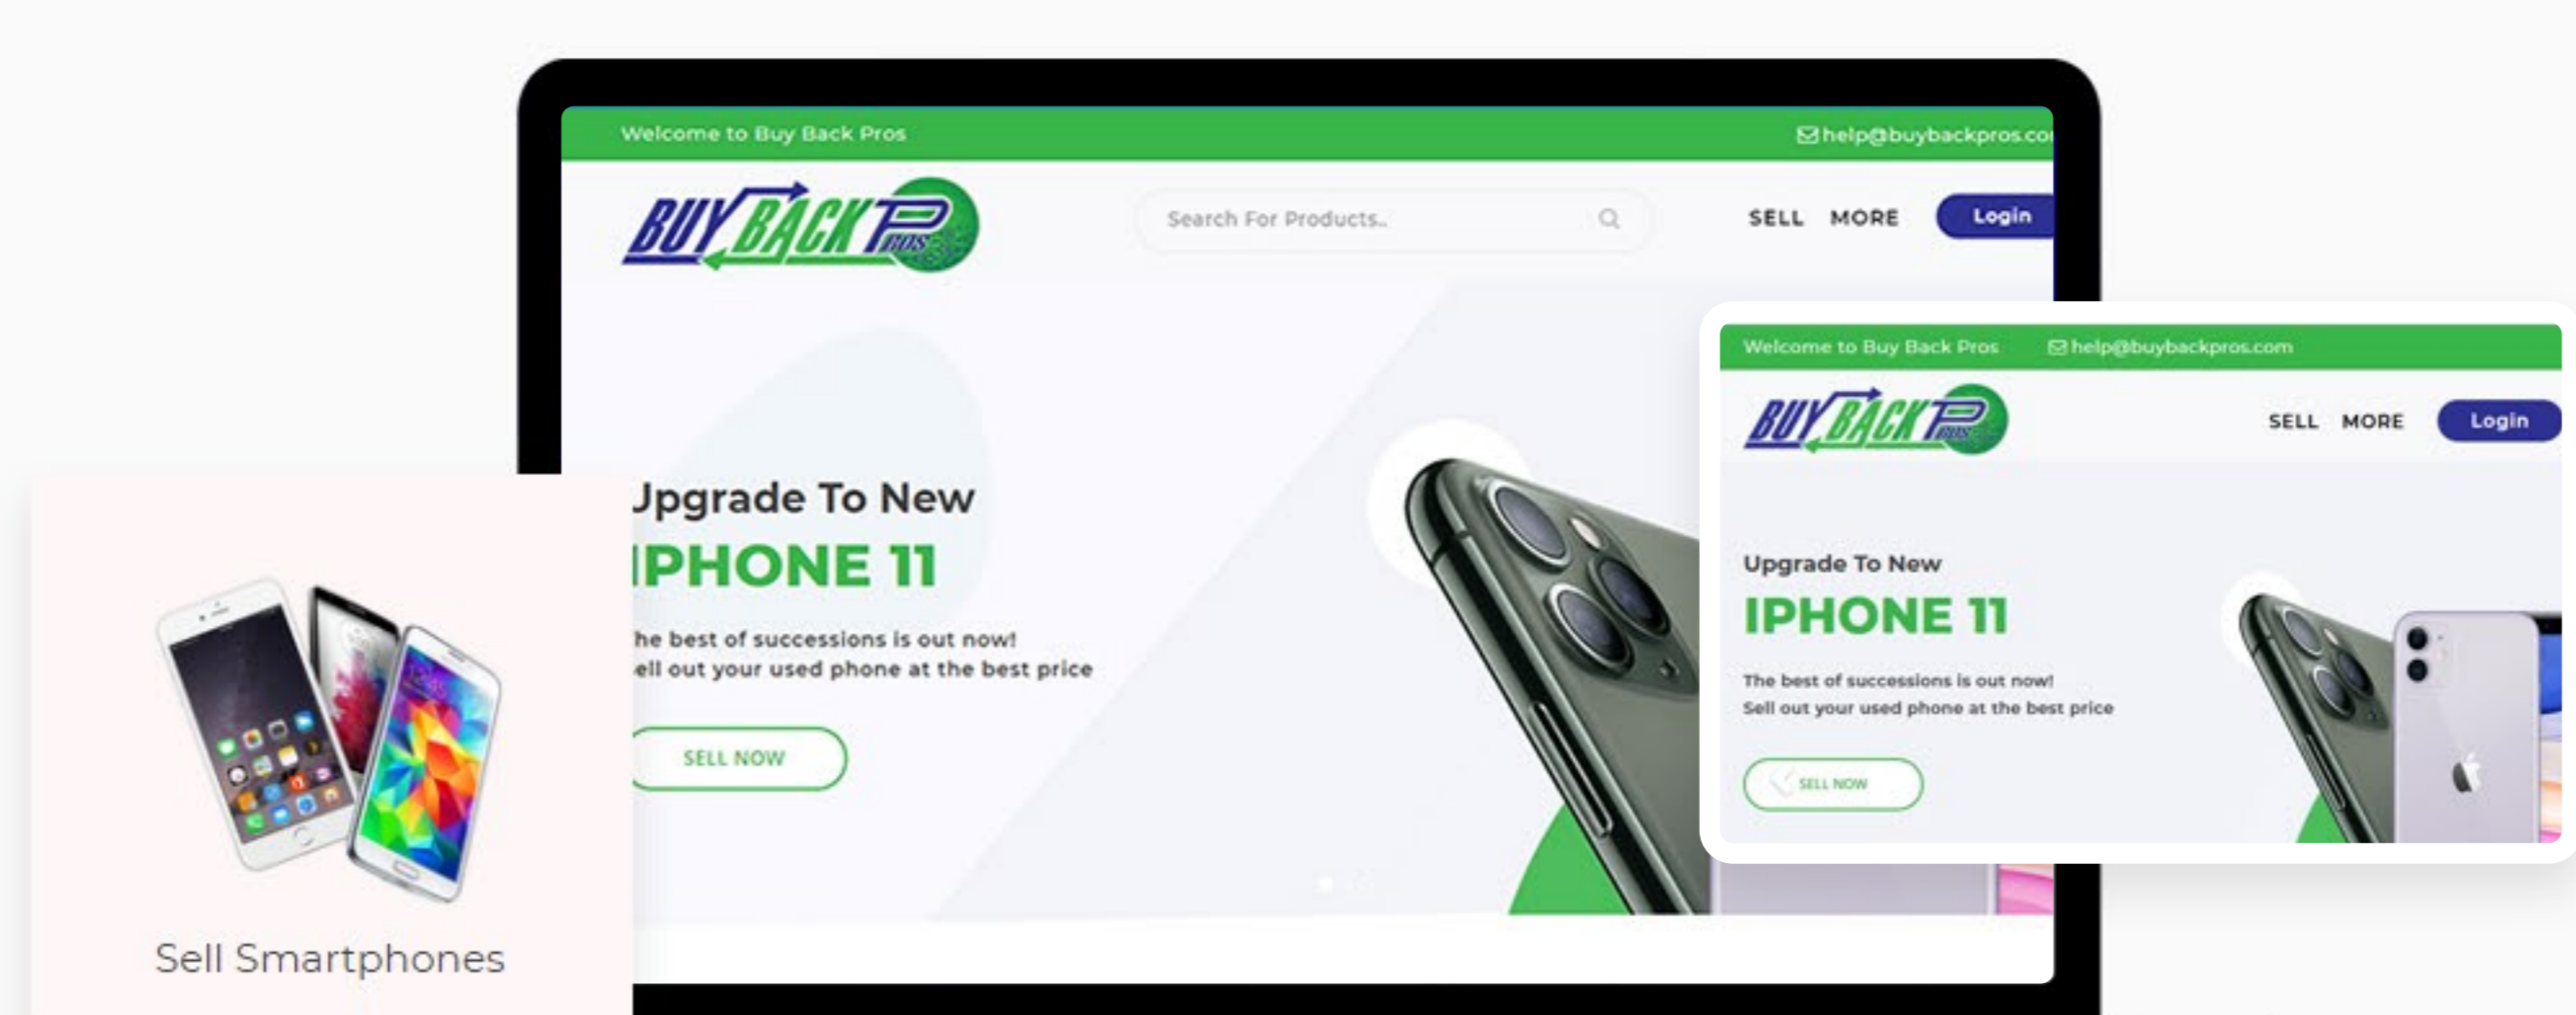 Welcome to Buy Back Pros
help@buybackpros.co
BUY BACK PROS
Search For Products..
SELL MORE Login
Upgrade To New
IPHONE 11
he best of successions is out now!
ell out your used phone at the best price
SELL NOW
Welcome to Buy Back Pros help@buybackpros.com
BUY BACK PROS
SELL MORE Login
Upgrade To New
IPHONE 11
The best of successions is out now!
Sell out your used phone at the best price
SELL NOW
Sell Smartphones